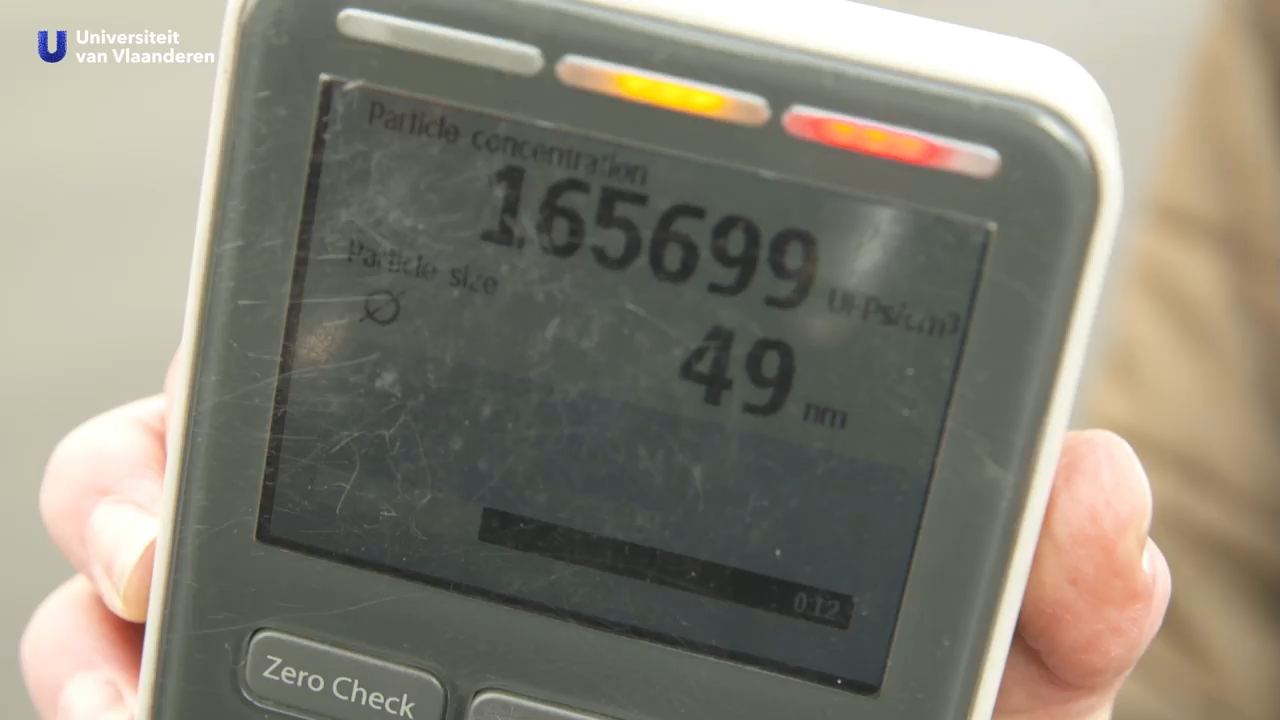 Universiteit
van Vlaanderen
Particle concentration
165699 UFPs/cm³
Particle size
Ø 49 nm
0:12
Zero Check